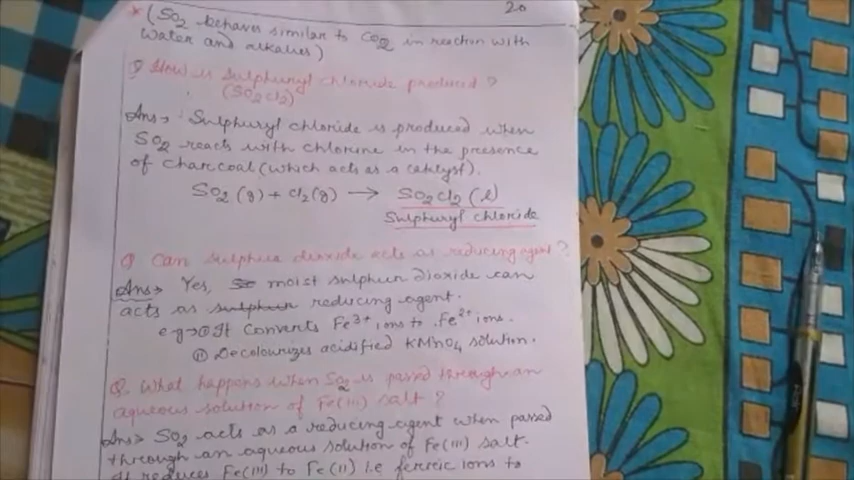 20
* (SO2 behaves similar to CO2 in reaction with
water and alkalies)
Q How is Sulphuryl chloride produced?
(SO2Cl2)
Ans→ Sulphuryl chloride is produced when
SO2 reacts with chlorine in the presence
of charcoal (which acts as a catalyst).
SO2 (g) + Cl2 (g) → SO2Cl2 (l)
Sulphuryl chloride
Q Can sulphur dioxide acts as reducing agent?
Ans→ Yes, moist sulphur dioxide can
acts as sulphur reducing agent.
e.g→① It converts Fe3+ ions to Fe2+ ions.
② Decolourizes acidified KMnO4 solution.
Q. What happens when SO2 is passed through an
aqueous solution of Fe(III) salt?
Ans→ SO2 acts as a reducing agent when passed
through an aqueous solution of Fe(III) salt.
It reduces Fe(III) to Fe(II) i.e ferric ions to